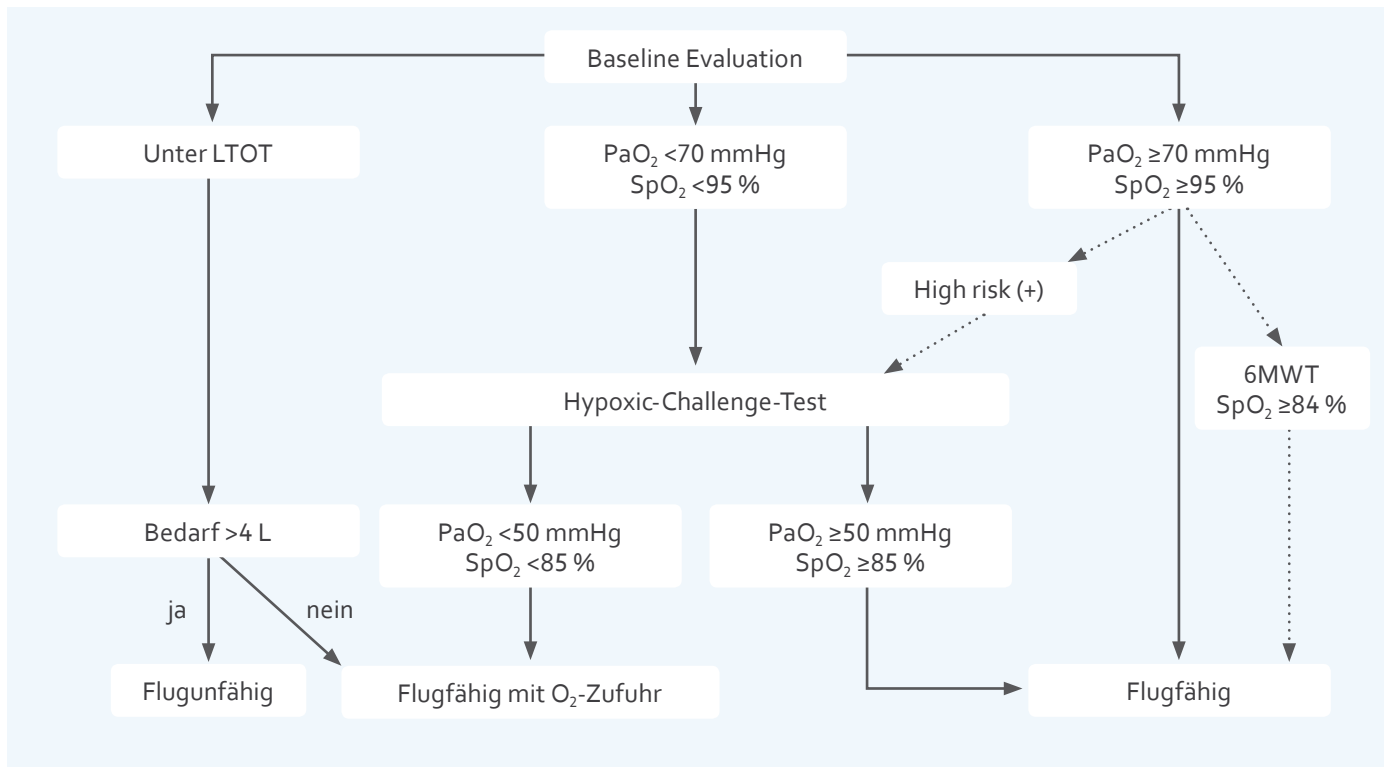 Baseline Evaluation
Unter LTOT
PaO₂ <70 mmHg
SpO₂ <95 %
PaO₂ ≥70 mmHg
SpO₂ ≥95 %
High risk (+)
6MWT
SpO₂ ≥84 %
Hypoxic-Challenge-Test
Bedarf >4 L
PaO₂ <50 mmHg
SpO₂ <85 %
PaO₂ ≥50 mmHg
SpO₂ ≥85 %
ja
nein
Flugunfähig
Flugfähig mit O₂-Zufuhr
Flugfähig